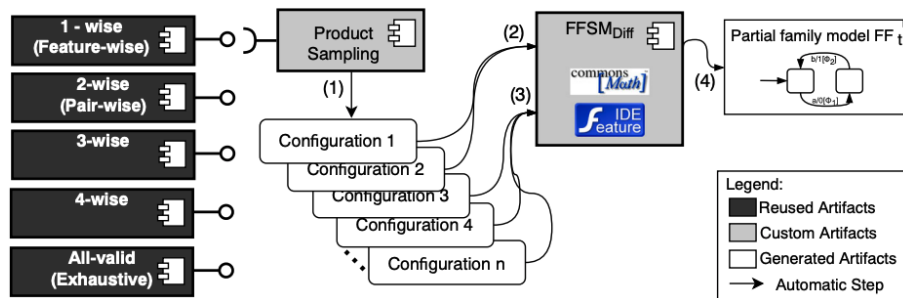 1 - wise
(Feature-wise)
2-wise
(Pair-wise)
3-wise
4-wise
All-valid
(Exhaustive)
Product
Sampling
(1)
Configuration 1
Configuration 2
Configuration 3
Configuration 4
Configuration n
(2)
(3)
FFSMDiff
commons
Math
IDE
Feature
(4)
Partial family model FF t
b/1[Φ2]
a/0[Φ1]
Legend:
Reused Artifacts
Custom Artifacts
Generated Artifacts
Automatic Step